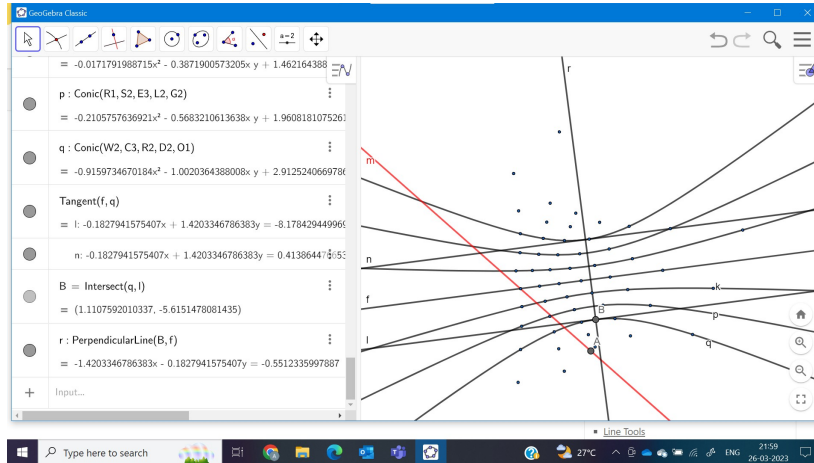 GeoGebra Classic
a=2
= -0.0171791988715x² - 0.3871900573205x y + 1.462164388
p : Conic(R1, S2, E3, L2, G2)
= -0.2105757636921x² - 0.5683210613638x y + 1.9608181075261
q : Conic(W2, C3, R2, D2, O1)
= -0.9159734670184x² - 1.0020364388008x y + 2.9125240669786
Tangent(f, q)
= l: -0.1827941575407x + 1.4203346786383y = -8.178429449969
n: -0.1827941575407x + 1.4203346786383y = 0.4138644
B = Intersect(q, l)
= (1.1107592010337, -5.6151478081435)
r : PerpendicularLine(B, f)
= -1.4203346786383x - 0.1827941575407y = -0.5512335997887
Input...
r
m
n
f
l
k
p
q
B
A
Line Tools
Type here to search
27°C
ENG
21:59
26-03-2023